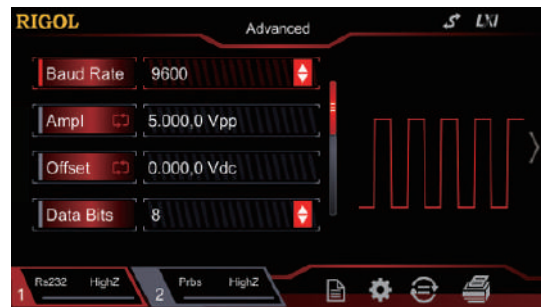 RIGOL
Advanced
LXI
Baud Rate 9600
Ampl 5.000,0 Vpp
Offset 0.000,0 Vdc
Data Bits 8
1 Rs232 HighZ
2 Prbs HighZ